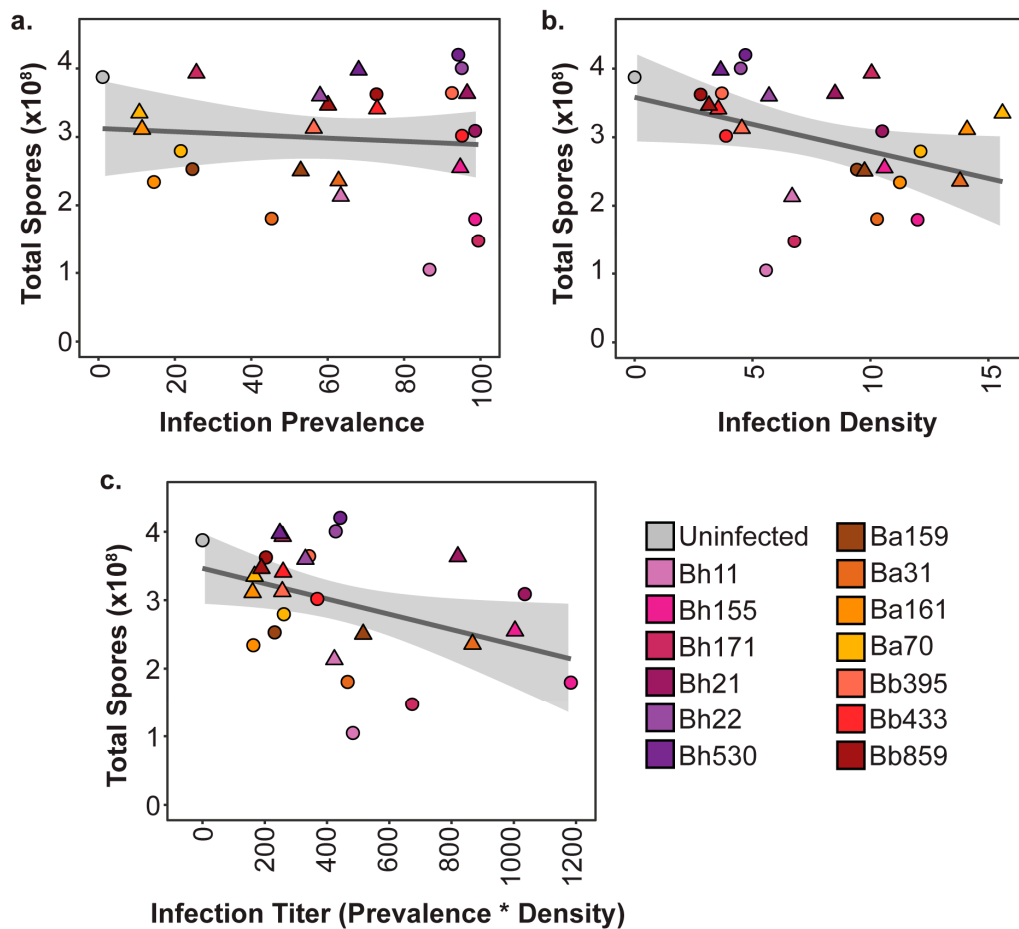 a.
Total Spores (x10⁸)
4
3
2
1
0
0
20
40
60
80
100
Infection Prevalence
b.
Total Spores (x10⁸)
4
3
2
1
0
0
5
10
15
Infection Density
c.
Total Spores (x10⁸)
4
3
2
1
0
0
200
400
600
800
1000
1200
Infection Titer (Prevalence * Density)
Uninfected
Bh11
Bh155
Bh171
Bh21
Bh22
Bh530
Ba159
Ba31
Ba161
Ba70
Bb395
Bb433
Bb859